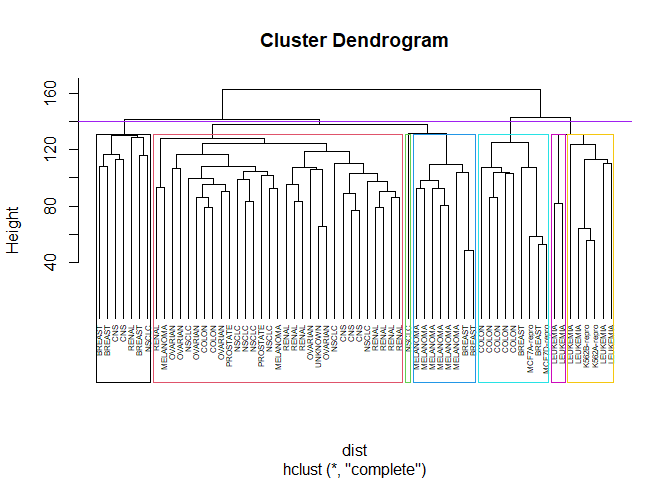 Cluster Dendrogram
Height
160
120
80
40
BREAST
BREAST
CNS
CNS
RENAL
BREAST
NSCLC
RENAL
MELANOMA
OVARIAN
OVARIAN
NSCLC
OVARIAN
COLON
COLON
OVARIAN
PROSTATE
NSCLC
NSCLC
NSCLC
PROSTATE
NSCLC
MELANOMA
RENAL
RENAL
RENAL
OVARIAN
UNKNOWN
OVARIAN
NSCLC
CNS
CNS
CNS
NSCLC
RENAL
RENAL
RENAL
RENAL
NSCLC
MELANOMA
MELANOMA
MELANOMA
MELANOMA
MELANOMA
MELANOMA
BREAST
BREAST
COLON
COLON
COLON
COLON
COLON
BREAST
MCF7A-repro
BREAST
MCF7D-repro
LEUKEMIA
LEUKEMIA
LEUKEMIA
LEUKEMIA
K562B-repro
K562A-repro
LEUKEMIA
LEUKEMIA
dist
hclust (*, "complete")